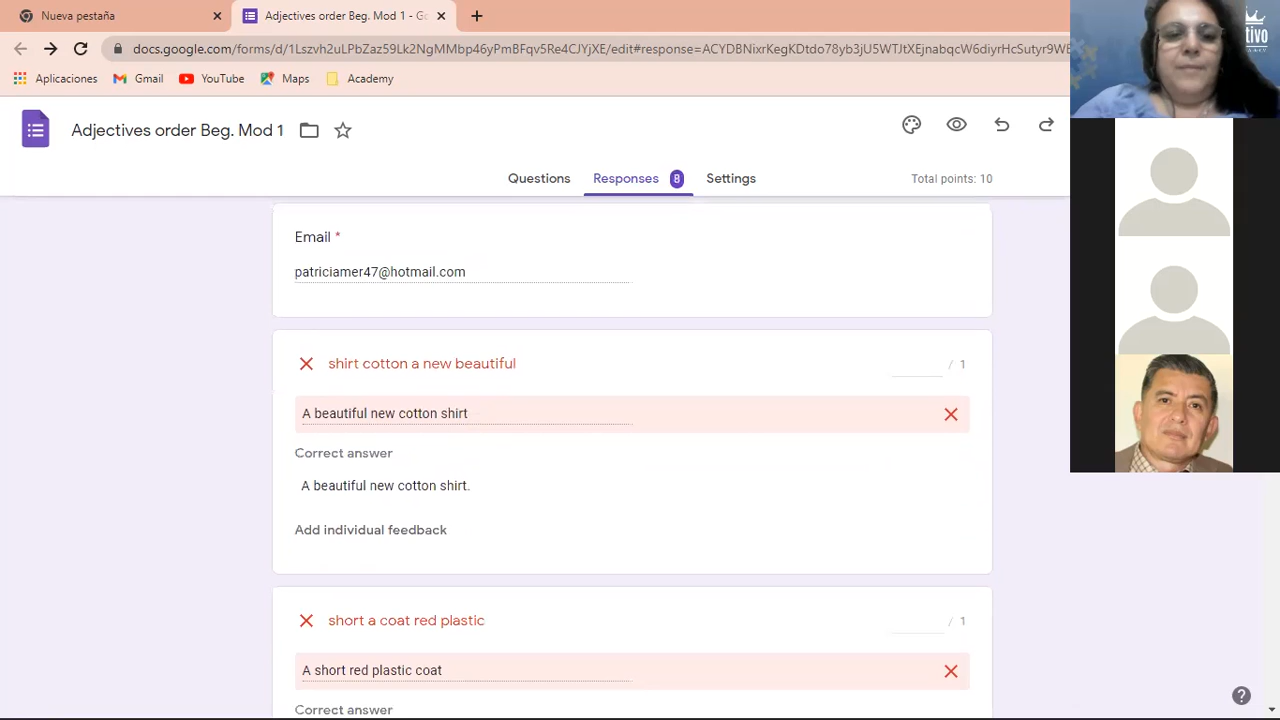 Nueva pestaña
Adjectives order Beg. Mod 1 - Go
docs.google.com/forms/d/1Lszvh2uLPbZaz59Lk2NgMMbp46yPmBFqv5Re4CJYjXE/edit#response=ACYDBNixrKegKDtdo78yb3jU5WTJtXEjnabqcW6diyrHcSutyr9WE
Aplicaciones
Gmail
YouTube
Maps
Academy
tivo
Adjectives order Beg. Mod 1
Questions
Responses 8
Settings
Total points: 10
Email *
patriciamer47@hotmail.com
shirt cotton a new beautiful
/ 1
A beautiful new cotton shirt
Correct answer
A beautiful new cotton shirt.
Add individual feedback
short a coat red plastic
/ 1
A short red plastic coat
Correct answer